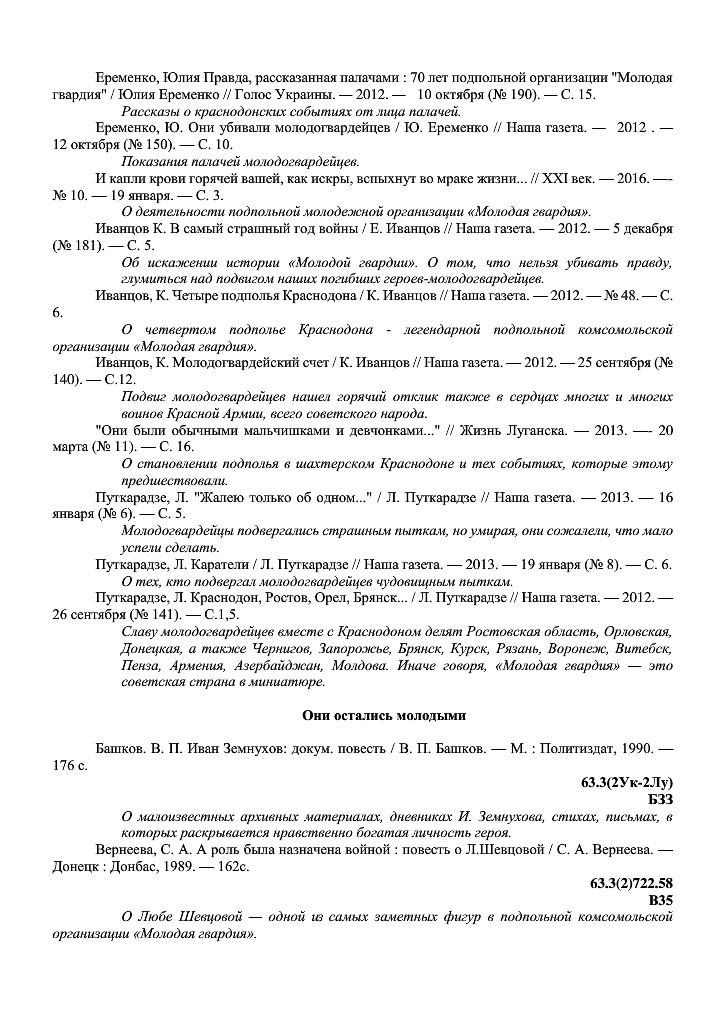 Еременко, Юлия Правда, рассказанная палачами : 70 лет подпольной организации "Молодая
гвардия" / Юлия Еременко // Голос Украины. — 2012. — 10 октября (№ 190). — С. 15.
Рассказы о краснодонских событиях от лица палачей.
Еременко, Ю. Они убивали молодогвардейцев / Ю. Еременко // Наша газета. — 2012 . —
12 октября (№ 150). — С. 10.
Показания палачей молодогвардейцев.
И капли крови горячей вашей, как искры, вспыхнут во мраке жизни... // XXI век. — 2016. —-
№ 10. — 19 января. — С. 3.
О деятельности подпольной молодежной организации «Молодая гвардия».
Иванцов К. В самый страшный год войны / Е. Иванцов // Наша газета. — 2012. — 5 декабря
(№ 181). — С. 5.
Об искажении истории «Молодой гвардии». О том, что нельзя убивать правду,
глумиться над подвигом наших погибших героев-молодогвардейцев.
Иванцов, К. Четыре подполья Краснодона / К. Иванцов // Наша газета. — 2012. — № 48. — С.
6.
О четвертом подполье Краснодона - легендарной подпольной комсомольской
организации «Молодая гвардия».
Иванцов, К. Молодогвардейский счет / К. Иванцов // Наша газета. — 2012. — 25 сентября (№
140). — С.12.
Подвиг молодогвардейцев нашел горячий отклик также в сердцах многих и многих
воинов Красной Армии, всего советского народа.
"Они были обычными мальчишками и девчонками..." // Жизнь Луганска. — 2013. —- 20
марта (№ 11). — С. 16.
О становлении подполья в шахтерском Краснодоне и тех событиях, которые этому
предшествовали.
Путкарадзе, Л. "Жалею только об одном..." / Л. Путкарадзе // Наша газета. — 2013. — 16
января (№ 6). — С. 5.
Молодогвардейцы подвергались страшным пыткам, но умирая, они сожалели, что мало
успели сделать.
Путкарадзе, Л. Каратели / Л. Путкарадзе // Наша газета. — 2013. — 19 января (№ 8). — С. 6.
О тех, кто подвергал молодогвардейцев чудовищным пыткам.
Путкарадзе, Л. Краснодон, Ростов, Орел, Брянск... / Л. Путкарадзе // Наша газета. — 2012. —
26 сентября (№ 141). — С.1,5.
Славу молодогвардейцев вместе с Краснодоном делят Ростовская область, Орловская,
Донецкая, а также Чернигов, Запорожье, Брянск, Курск, Рязань, Воронеж, Витебск,
Пенза, Армения, Азербайджан, Молдова. Иначе говоря, «Молодая гвардия» — это
советская страна в миниатюре.
Они остались молодыми
Башков. В. П. Иван Земнухов: докум. повесть / В. П. Башков. — М. : Политиздат, 1990. —
176 с.
63.3(2Ук-2Лу)
Б33
О малоизвестных архивных материалах, дневниках И. Земнухова, стихах, письмах, в
которых раскрывается нравственно богатая личность героя.
Вернеева, С. А. А роль была назначена войной : повесть о Л.Шевцовой / С. А. Вернеева. —
Донецк : Донбас, 1989. — 162с.
63.3(2)722.58
В35
О Любе Шевцовой — одной из самых заметных фигур в подпольной комсомольской
организации «Молодая гвардия».